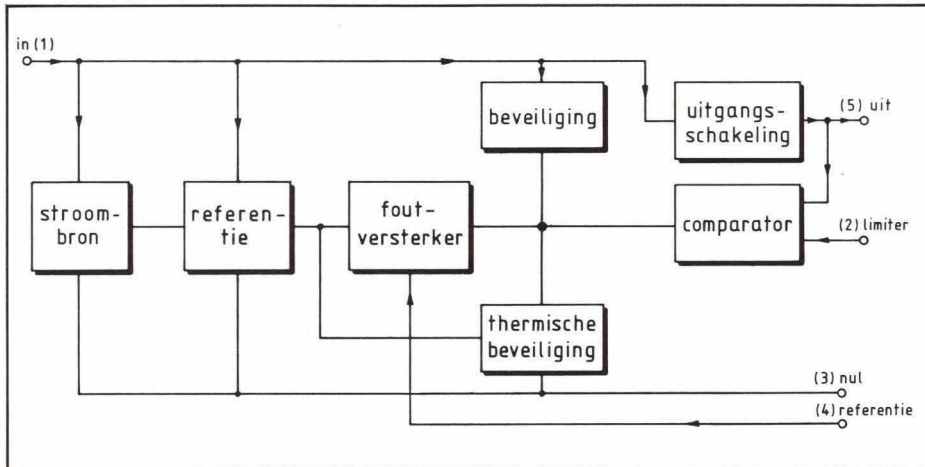 in (1)
beveiliging
uitgangs-
schakeling
(5) uit
stroom-
bron
referen-
tie
fout-
versterker
comparator
(2) limiter
thermische
beveiliging
(3) nul
(4) referentie